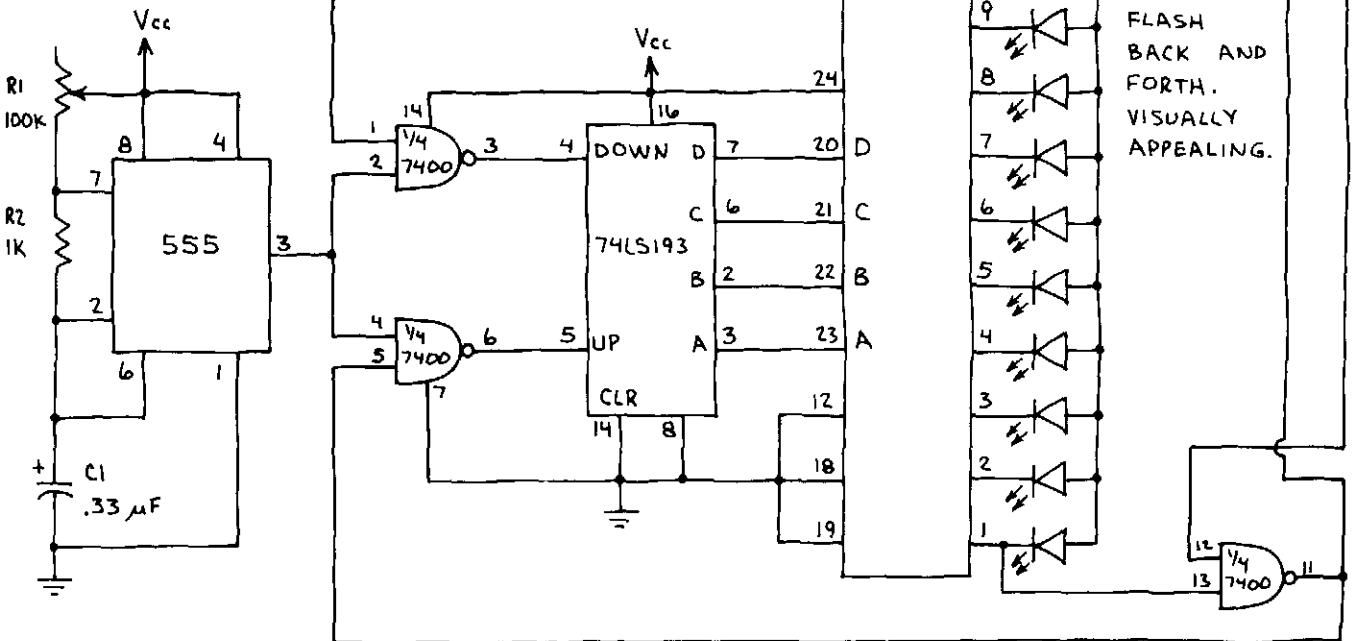 Vcc
R1
100K
8
4
7
R2
1K
555
3
2
6
1
+
C1
.33 µF
14
1
2
1/4
7400
3
4
5
1/4
7400
6
7
Vcc
16
4
DOWN
D
7
C
6
74LS193
B
2
5
UP
A
3
CLR
14
8
24
20
D
21
C
22
B
23
A
12
18
19
9
8
7
6
5
4
3
2
1
FLASH
BACK AND
FORTH.
VISUALLY
APPEALING.
12
13
1/4
7400
11